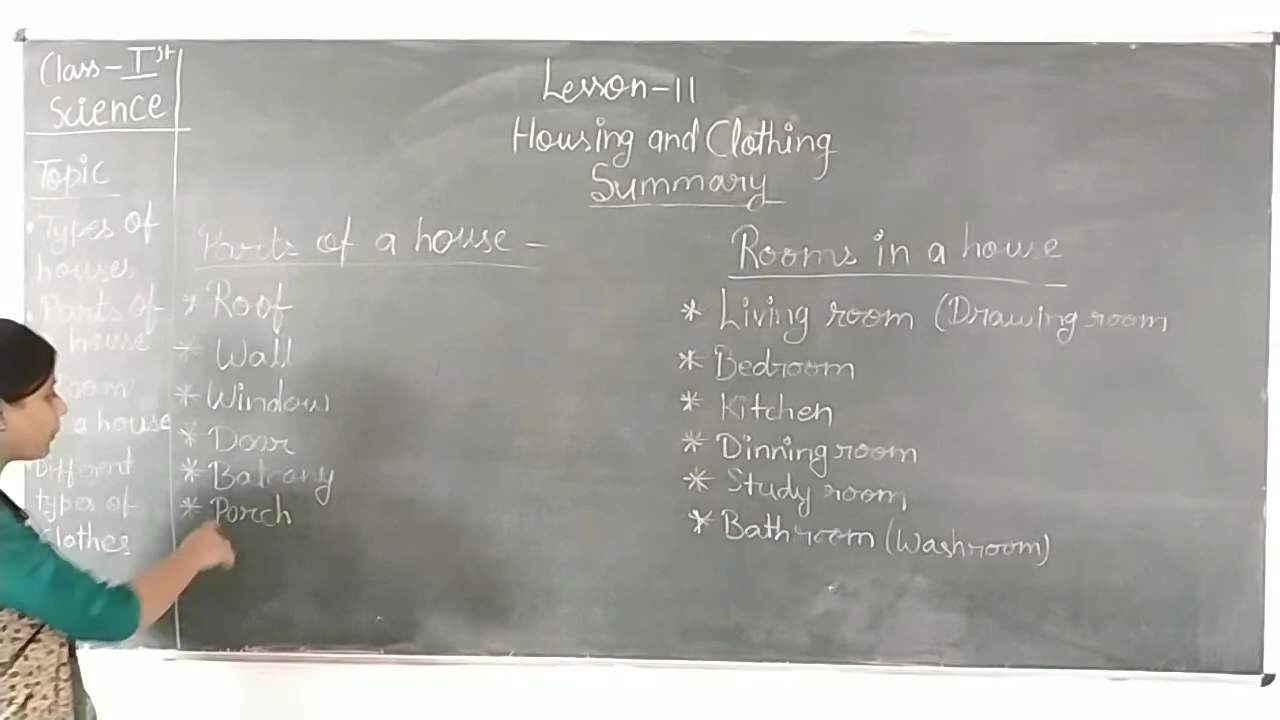 Class-Ist
Science
Topic
• Types of
houses
• Parts of
house
Room
a house
Different
types of
Clothes
Lesson-11
Housing and Clothing
Summary
Parts of a house -
* Roof
* Wall
* Window
* Door
* Balcony
* Porch
Rooms in a house
* Living room (Drawing room
* Bedroom
* Kitchen
* Dinning room
* Study room,
* Bathroom (Washroom)